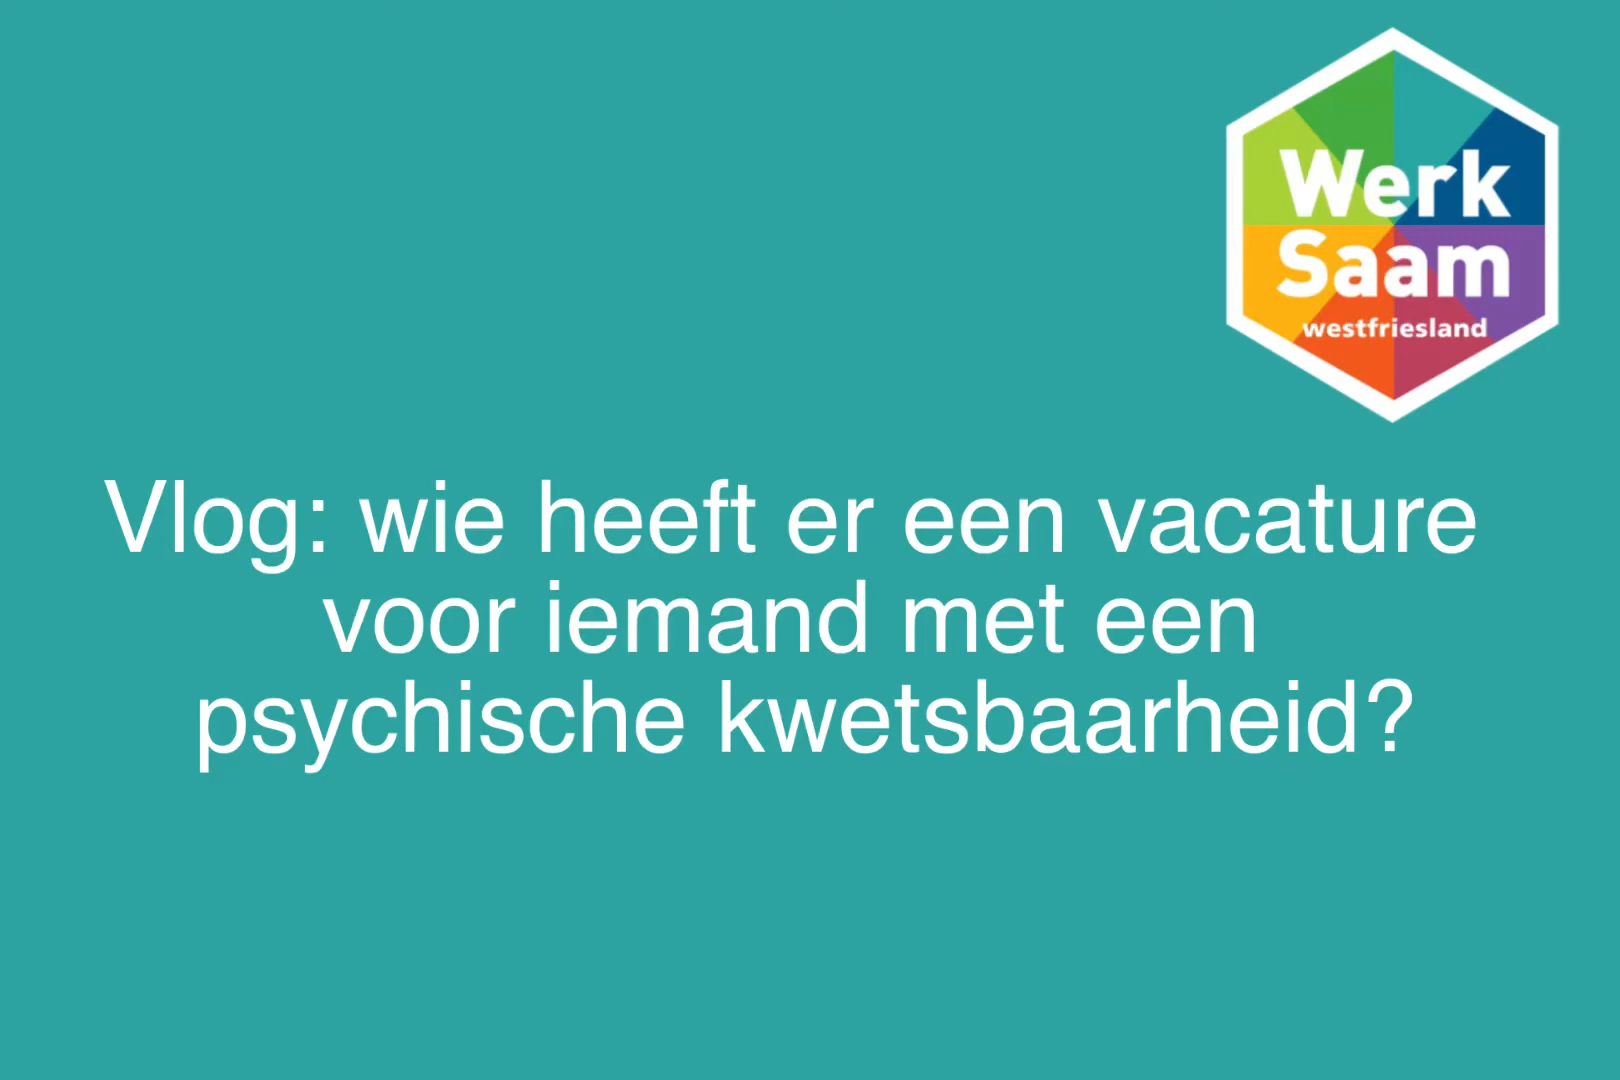 Werk
Saam
westfriesland
Vlog: wie heeft er een vacature
voor iemand met een
psychische kwetsbaarheid?